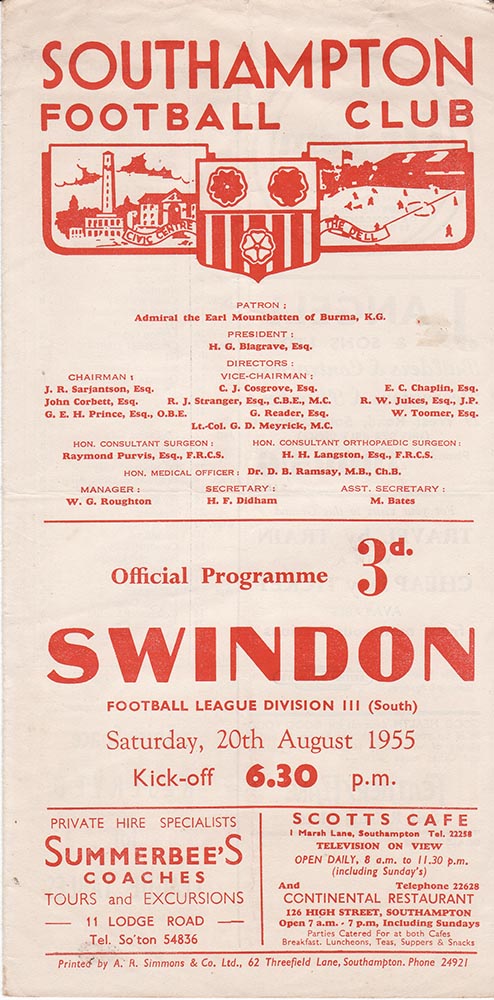 SOUTHAMPTON
FOOTBALL CLUB
CIVIC CENTRE
THE DELL
PATRON :
Admiral the Earl Mountbatten of Burma, K.G.
PRESIDENT :
H. G. Blagrave, Esq.
DIRECTORS :
CHAIRMAN : VICE-CHAIRMAN :
J. R. Sarjantson, Esq. C. J. Cosgrove, Esq. E. C. Chaplin, Esq.
John Corbett, Esq. R. J. Stranger, Esq., C.B.E., M.C. R. W. Jukes, Esq., J.P.
G. E. H. Prince, Esq., O.B.E. G. Reader, Esq. W. Toomer, Esq.
Lt.-Col. G. D. Meyrick, M.C.
HON. CONSULTANT SURGEON : HON. CONSULTANT ORTHOPAEDIC SURGEON :
Raymond Purvis, Esq., F.R.C.S. H. H. Langston, Esq., F.R.C.S.
HON. MEDICAL OFFICER : Dr. D. B. Ramsay, M.B., Ch.B.
MANAGER : SECRETARY : ASST. SECRETARY :
W. G. Roughton H. F. Didham M. Bates
Official Programme 3d.
SWINDON
FOOTBALL LEAGUE DIVISION III (South)
Saturday, 20th August 1955
Kick-off 6.30 p.m.
PRIVATE HIRE SPECIALISTS
SUMMERBEE'S
COACHES
TOURS and EXCURSIONS
11 LODGE ROAD
Tel. So'ton 54836
SCOTTS CAFE
1 Marsh Lane, Southampton Tel. 22258
TELEVISION ON VIEW
OPEN DAILY, 8 a.m. to 11.30 p.m.
(including Sunday's)
And Telephone 22628
CONTINENTAL RESTAURANT
126 HIGH STREET, SOUTHAMPTON
Open 7 a.m. - 7 p.m, Including Sundays
Parties Catered For at both Cafes
Breakfast. Luncheons, Teas, Suppers & Snacks
Printed by A. R. Simmons & Co. Ltd., 62 Threefield Lane, Southampton. Phone 24921